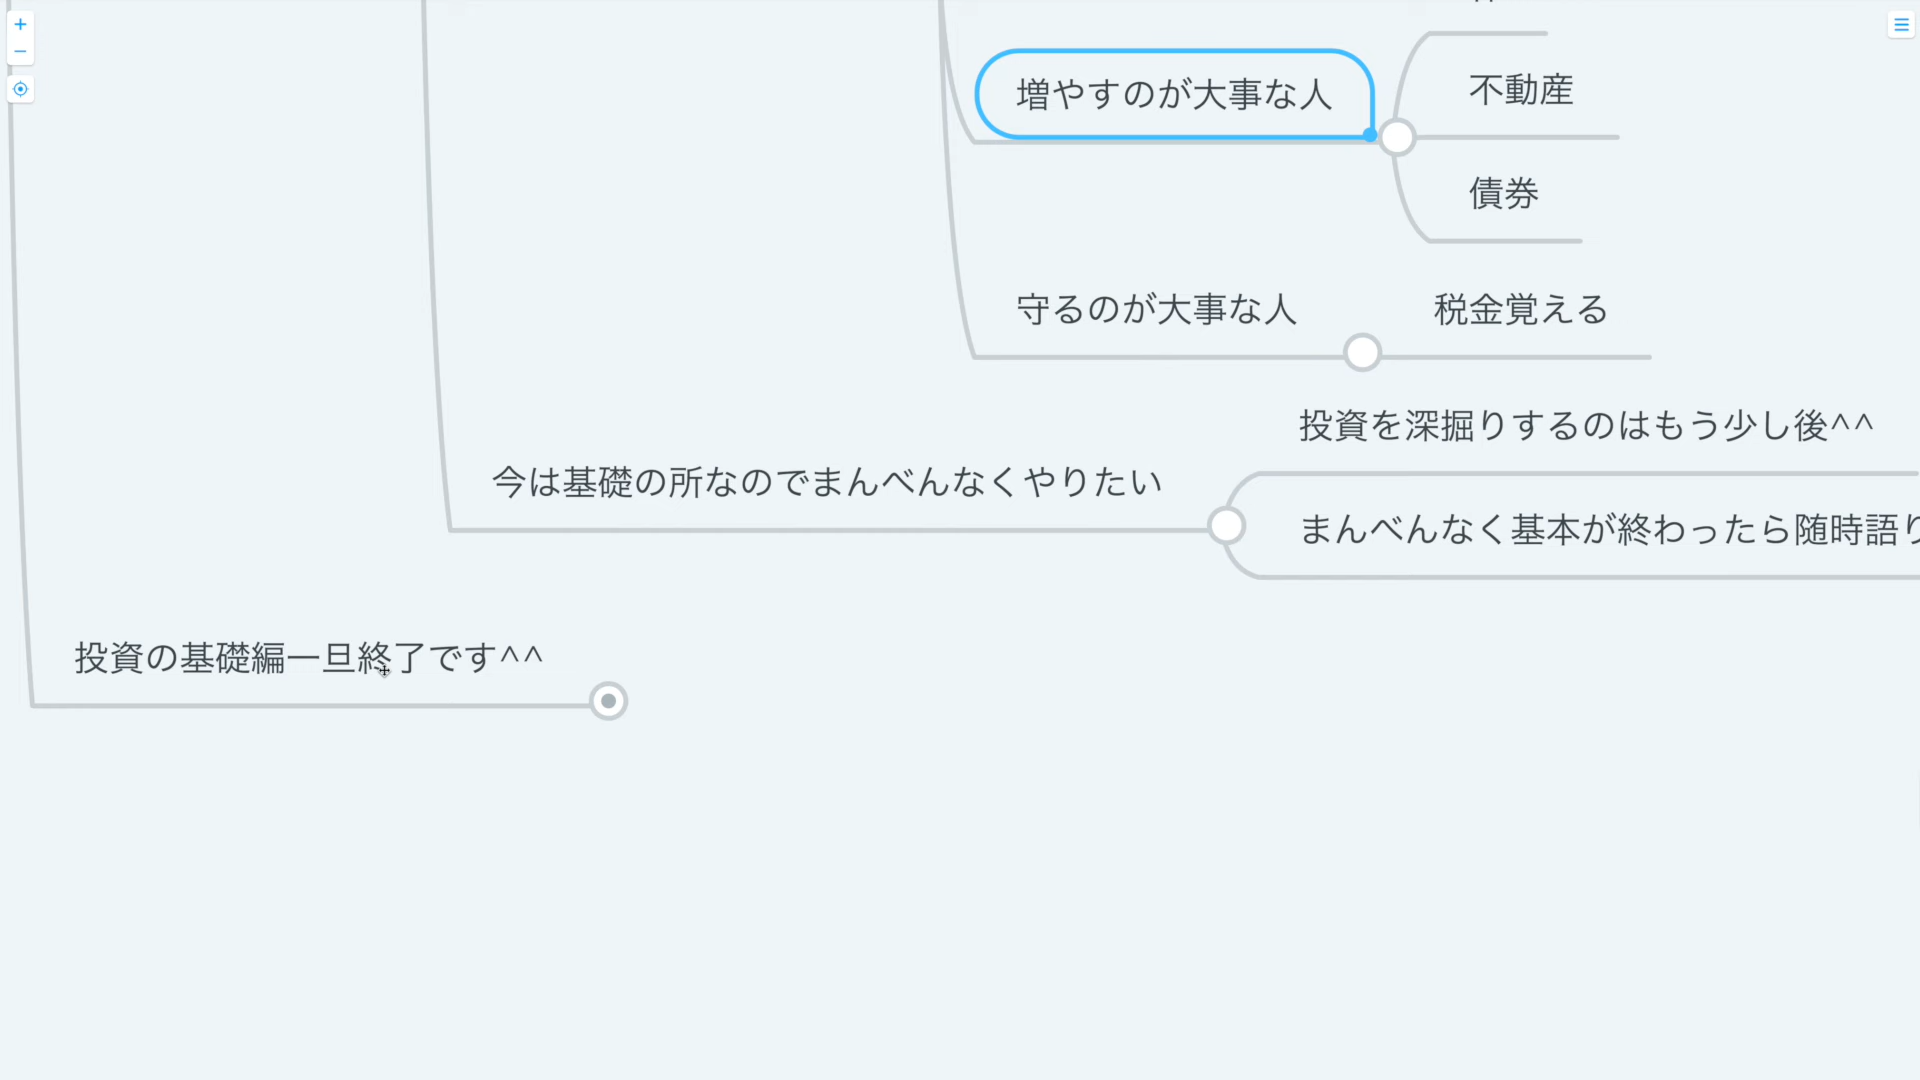 増やすのが大事な人
不動産
債券
守るのが大事な人
税金覚える
投資を深掘りするのはもう少し後^^
今は基礎の所なのでまんべんなくやりたい
まんべんなく基本が終わったら随時語り
投資の基礎編一旦終了です^^